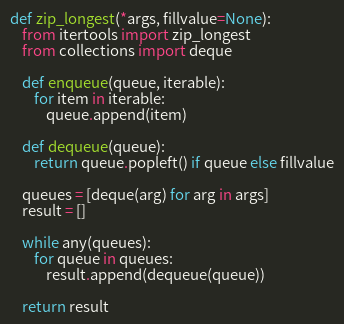 def zip_longest(*args, fillvalue=None):
from itertools import zip_longest
from collections import deque
def enqueue(queue, iterable):
for item in iterable:
queue.append(item)
def dequeue(queue):
return queue.popleft() if queue else fillvalue
queues = [deque(arg) for arg in args]
result = []
while any(queues):
for queue in queues:
result.append(dequeue(queue))
return result